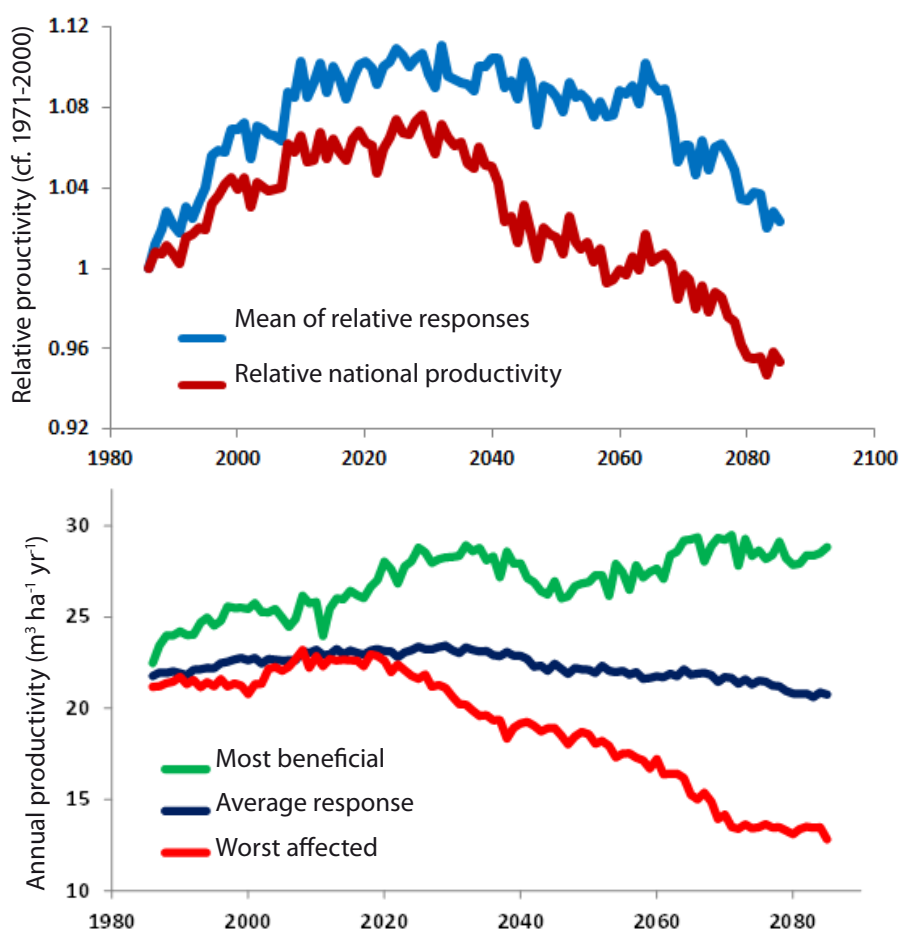 Relative prouctivity (cf. 1971-2000)
1.12
1.08
1.04
1
0.96
0.92
Mean of relative responses
Relative national productivity
1980 2000 2020 2040 2060 2080 2100
Annual productivity (m³ ha⁻¹ yr⁻¹)
30
25
20
15
10
Most beneficial
Average response
Worst affected
1980 2000 2020 2040 2060 2080